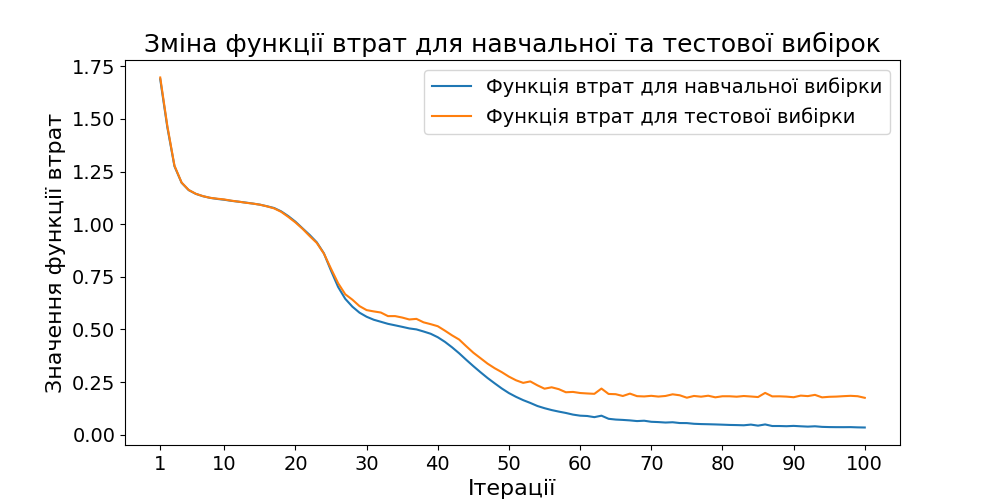 Зміна функції втрат для навчальної та тестової вибірок
Значення функції втрат
1.75
1.50
1.25
1.00
0.75
0.50
0.25
0.00
Функція втрат для навчальної вибірки
Функція втрат для тестової вибірки
1 10 20 30 40 50 60 70 80 90 100
Ітерації